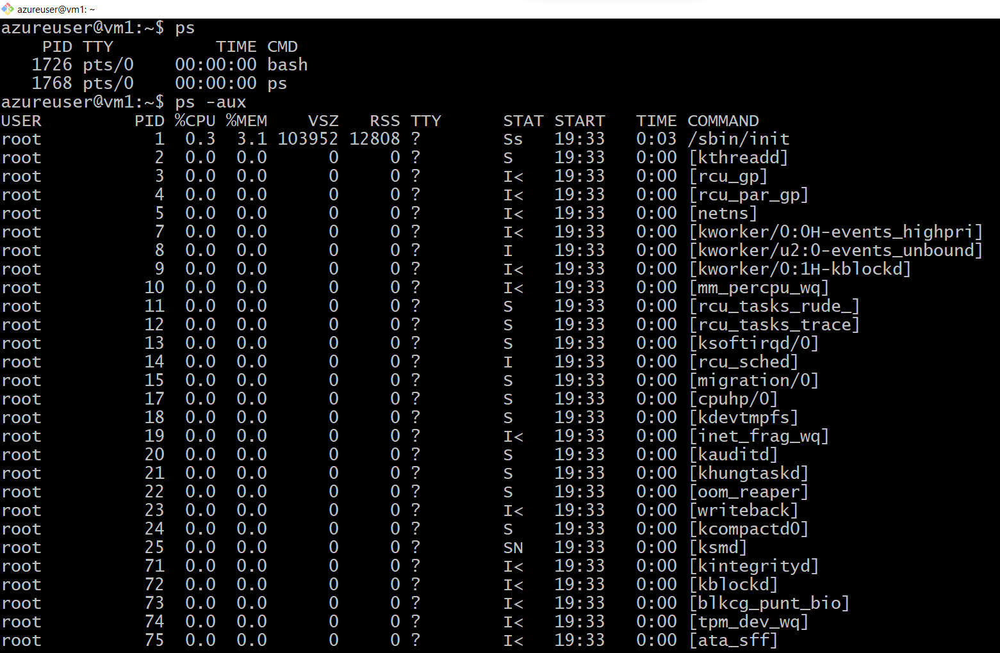 azureuser@vm1: ~
azureuser@vm1:~$ ps
    PID TTY          TIME CMD
   1726 pts/0    00:00:00 bash
   1768 pts/0    00:00:00 ps
azureuser@vm1:~$ ps -aux
USER         PID %CPU %MEM    VSZ   RSS TTY      STAT START   TIME COMMAND
root           1  0.3  3.1 103952 12808 ?        Ss   19:33   0:03 /sbin/init
root           2  0.0  0.0      0     0 ?        S    19:33   0:00 [kthreadd]
root           3  0.0  0.0      0     0 ?        I<   19:33   0:00 [rcu_gp]
root           4  0.0  0.0      0     0 ?        I<   19:33   0:00 [rcu_par_gp]
root           5  0.0  0.0      0     0 ?        I<   19:33   0:00 [netns]
root           7  0.0  0.0      0     0 ?        I<   19:33   0:00 [kworker/0:0H-events_highpri]
root           8  0.0  0.0      0     0 ?        I    19:33   0:00 [kworker/u2:0-events_unbound]
root           9  0.0  0.0      0     0 ?        I<   19:33   0:00 [kworker/0:1H-kblockd]
root          10  0.0  0.0      0     0 ?        I<   19:33   0:00 [mm_percpu_wq]
root          11  0.0  0.0      0     0 ?        S    19:33   0:00 [rcu_tasks_rude_]
root          12  0.0  0.0      0     0 ?        S    19:33   0:00 [rcu_tasks_trace]
root          13  0.0  0.0      0     0 ?        S    19:33   0:00 [ksoftirqd/0]
root          14  0.0  0.0      0     0 ?        I    19:33   0:00 [rcu_sched]
root          15  0.0  0.0      0     0 ?        S    19:33   0:00 [migration/0]
root          17  0.0  0.0      0     0 ?        S    19:33   0:00 [cpuhp/0]
root          18  0.0  0.0      0     0 ?        S    19:33   0:00 [kdevtmpfs]
root          19  0.0  0.0      0     0 ?        I<   19:33   0:00 [inet_frag_wq]
root          20  0.0  0.0      0     0 ?        S    19:33   0:00 [kauditd]
root          21  0.0  0.0      0     0 ?        S    19:33   0:00 [khungtaskd]
root          22  0.0  0.0      0     0 ?        S    19:33   0:00 [oom_reaper]
root          23  0.0  0.0      0     0 ?        I<   19:33   0:00 [writeback]
root          24  0.0  0.0      0     0 ?        S    19:33   0:00 [kcompactd0]
root          25  0.0  0.0      0     0 ?        SN   19:33   0:00 [ksmd]
root          71  0.0  0.0      0     0 ?        I<   19:33   0:00 [kintegrityd]
root          72  0.0  0.0      0     0 ?        I<   19:33   0:00 [kblockd]
root          73  0.0  0.0      0     0 ?        I<   19:33   0:00 [blkcg_punt_bio]
root          74  0.0  0.0      0     0 ?        I<   19:33   0:00 [tpm_dev_wq]
root          75  0.0  0.0      0     0 ?        I<   19:33   0:00 [ata_sff]